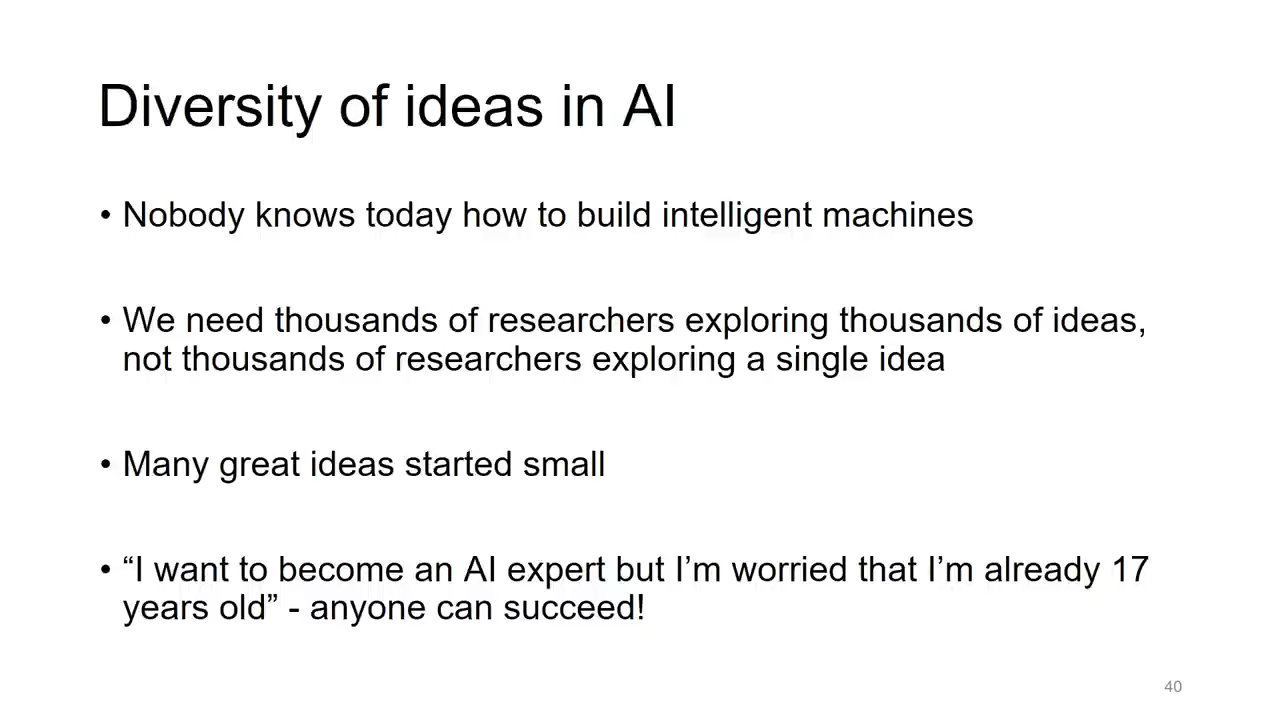 Diversity of ideas in AI
• Nobody knows today how to build intelligent machines
• We need thousands of researchers exploring thousands of ideas,
not thousands of researchers exploring a single idea
• Many great ideas started small
• “I want to become an AI expert but I’m worried that I’m already 17
years old” - anyone can succeed!
40